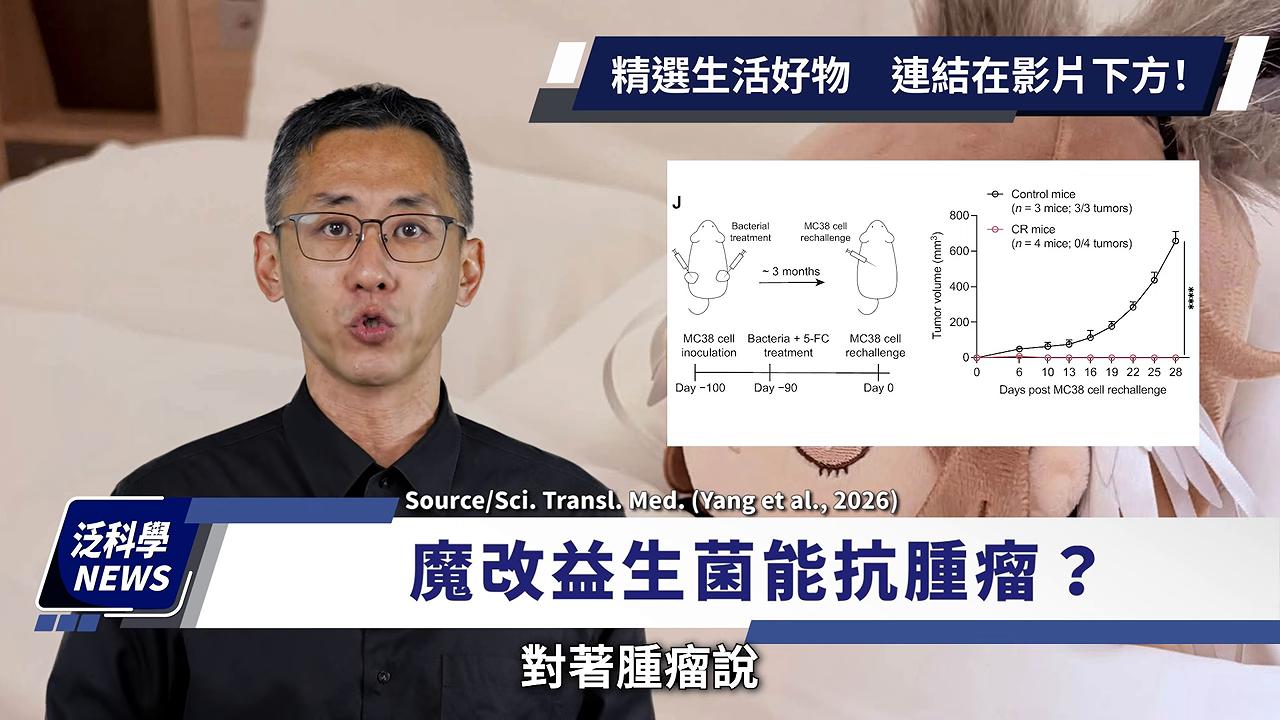 精選生活好物 連結在影片下方!
J
Bacterial
treatment
MC38 cell
rechallenge
~ 3 months
MC38 cell
inoculation
Bacteria + 5-FC
treatment
MC38 cell
rechallenge
Day −100
Day −90
Day 0
Control mice
(n = 3 mice; 3/3 tumors)
CR mice
(n = 4 mice; 0/4 tumors)
Tumor volume (mm³)
800
600
400
200
0
0 6 10 13 16 19 22 25 28
Days post MC38 cell rechallenge
****
Source/Sci. Transl. Med. (Yang et al., 2026)
泛科學
NEWS
魔改益生菌能抗腫瘤?
對著腫瘤說